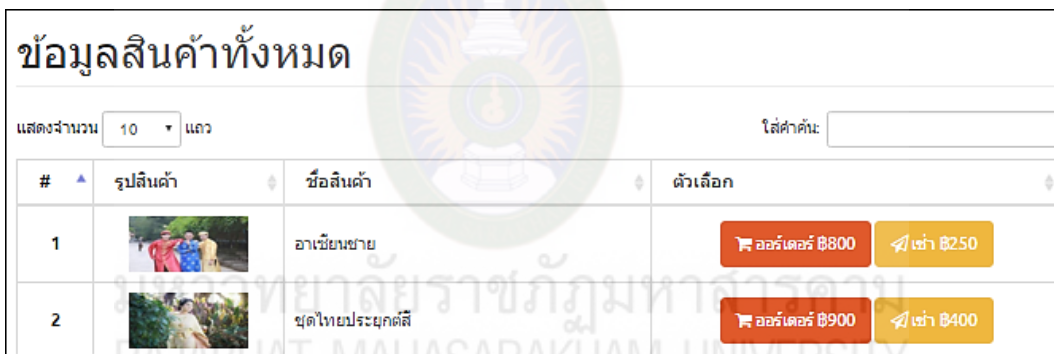 ข้อมูลสินค้าทั้งหมด
แสดงจำนวน 10 แถว ใส่คำค้น:
# รูปสินค้า ชื่อสินค้า ตัวเลือก
1 อาเซียนชาย ออร์เดอร์ ฿800 เช่า ฿250
2 ชุดไทยประยุกต์สี ออร์เดอร์ ฿900 เช่า ฿400
มหาวิทยาลัยราชภัฏมหาสารคาม
RAJABHAT MAHASARAKHAM UNIVERSITY